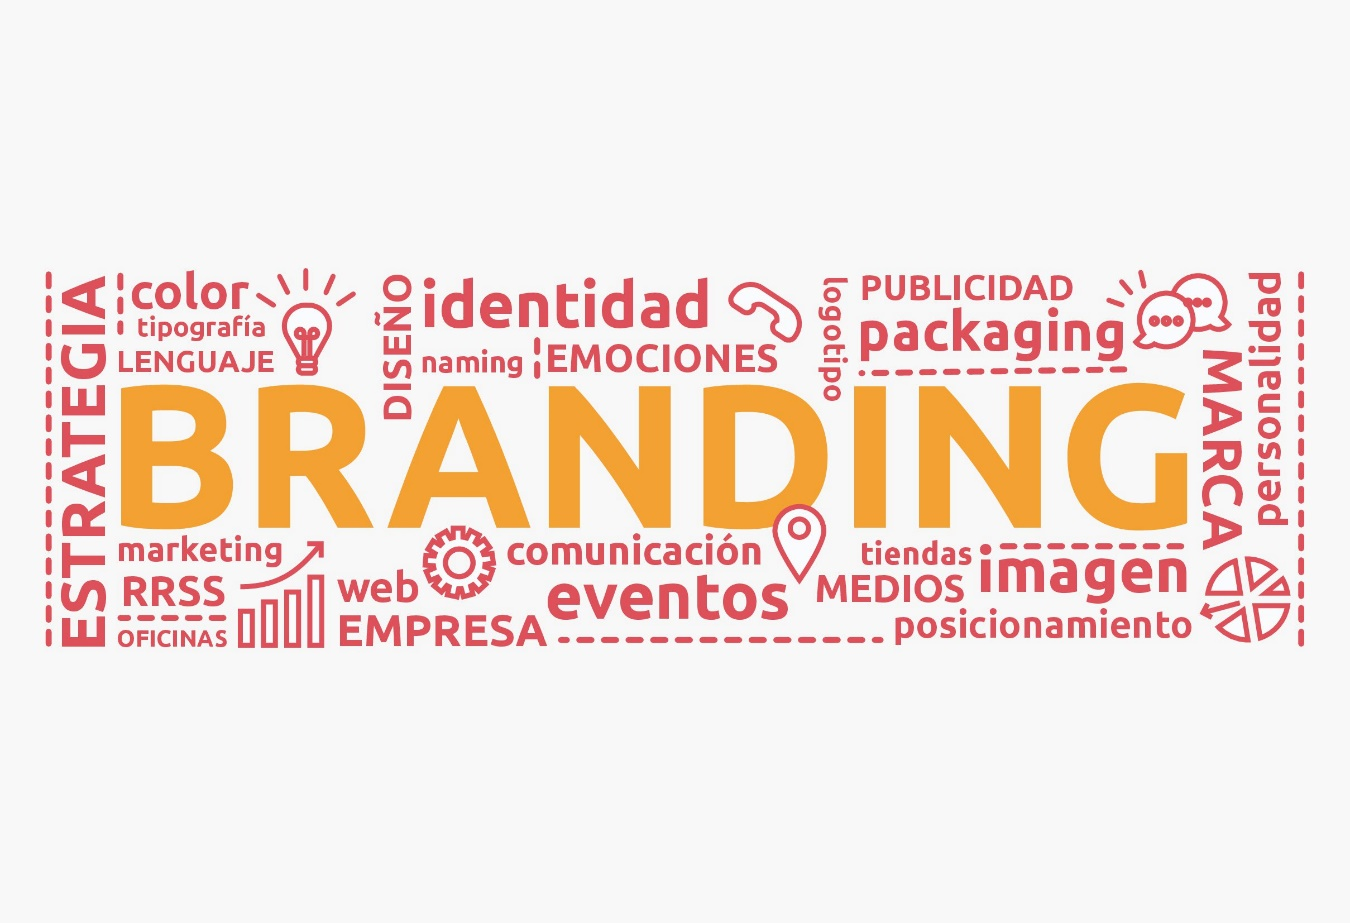 ESTRATEGIA
color
tipografía
LENGUAJE
DISEÑO
identidad
naming
EMOCIONES
logotipo
PUBLICIDAD
packaging
MARCA
personalidad
BRANDING
marketing
RRSS
OFICINAS
web
EMPRESA
comunicación
eventos
tiendas
MEDIOS
imagen
posicionamiento